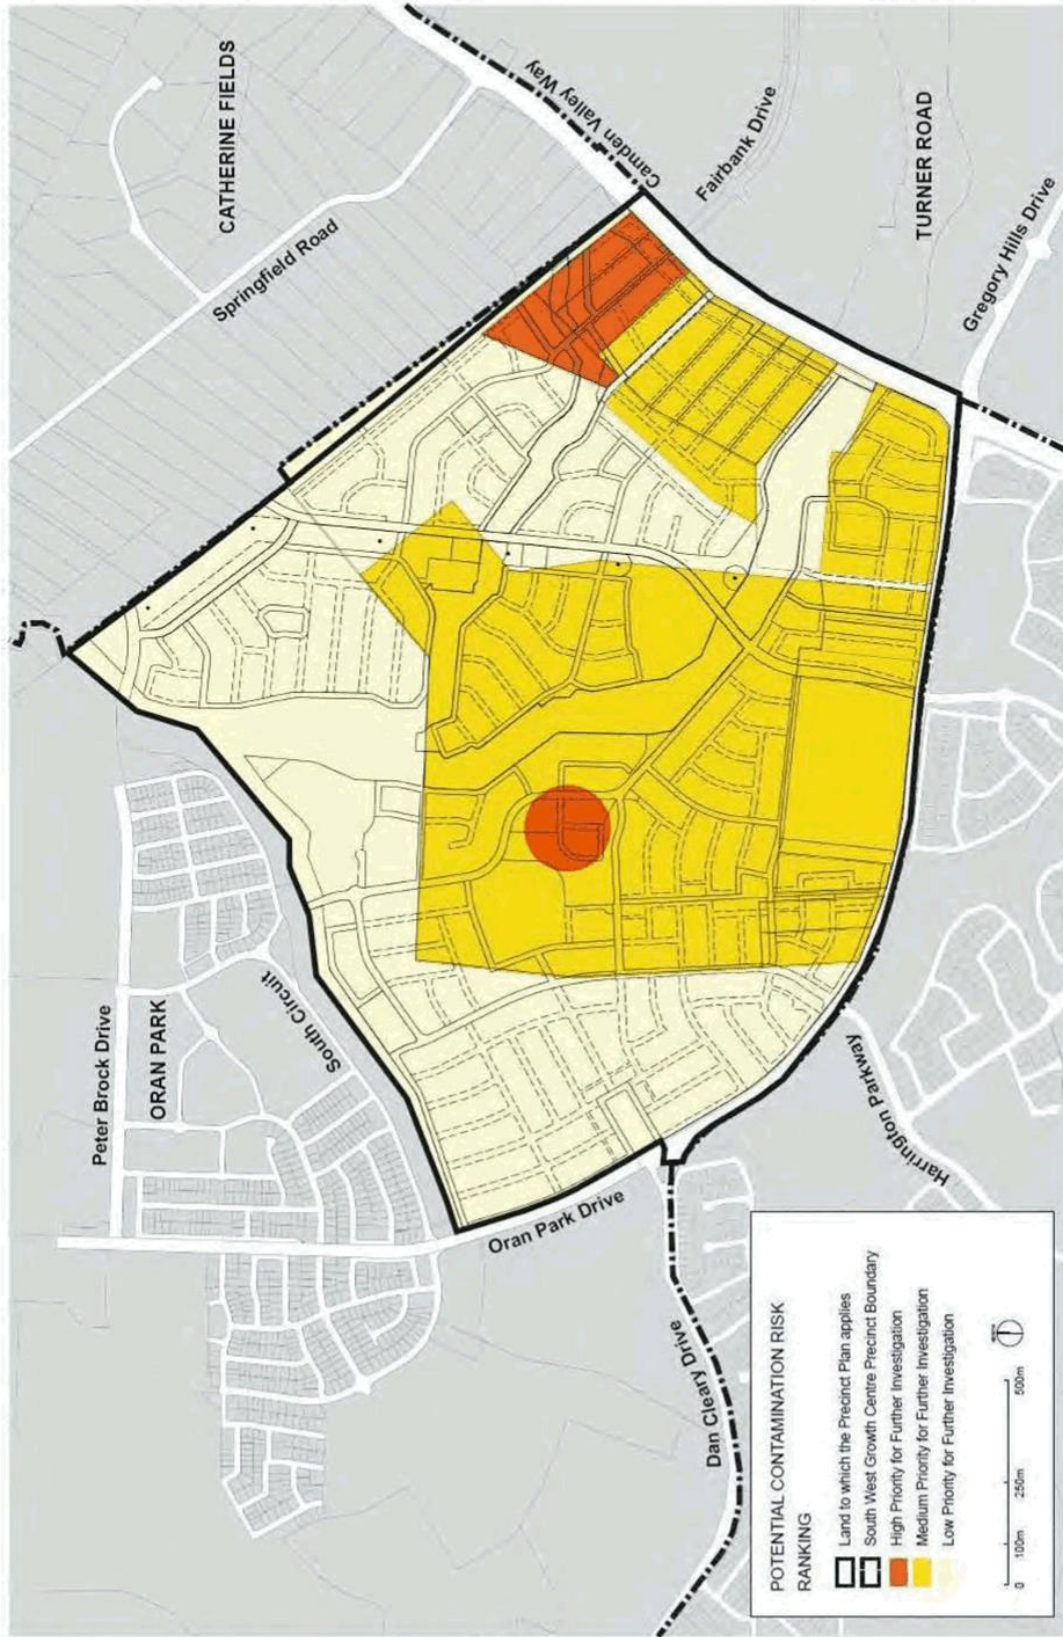 CATHERINE FIELDS
Springfield Road
Camden Valley Way
Fairbank Drive
TURNER ROAD
Gregory Hills Drive
Peter Brock Drive
ORAN PARK
South Circuit
Oran Park Drive
Harrington Parkway
Dan Cleary Drive
POTENTIAL CONTAMINATION RISK
RANKING
Land to which the Precinct Plan applies
South West Growth Centre Precinct Boundary
High Priority for Further Investigation
Medium Priority for Further Investigation
Low Priority for Further Investigation
0 100m 250m 500m